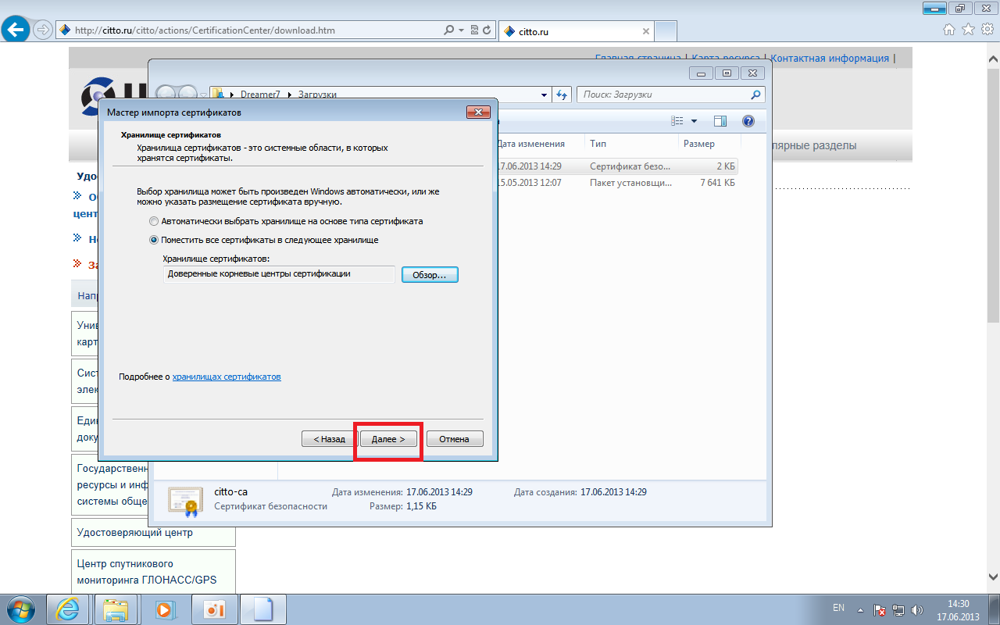 http://citto.ru/citto/actions/CertificationCenter/download.htm
citto.ru
Главная страница | Карта ресурса | Контактная информация |
Dreamer7
Загрузки
Поиск: Загрузки
Мастер импорта сертификатов
Хранилище сертификатов
Хранилища сертификатов - это системные области, в которых
хранятся сертификаты.
Выбор хранилища может быть произведен Windows автоматически, или же
можно указать размещение сертификата вручную.
Автоматически выбрать хранилище на основе типа сертификата
Поместить все сертификаты в следующее хранилище
Хранилище сертификатов:
Доверенные корневые центры сертификации
Обзор...
Подробнее о хранилищах сертификатов
< Назад
Далее >
Отмена
Дата изменения
Тип
Размер
17.06.2013 14:29
Сертификат безо...
2 КБ
15.05.2013 12:07
Пакет установщи...
7 641 КБ
лярные разделы
Удо
цент
Напр
Унив
карт
Сист
элек
Един
доку
Государственн
ресурсы и инф
системы обще
Удостоверяющий центр
Центр спутникового
мониторинга ГЛОНАСС/GPS
citto-ca
Сертификат безопасности
Дата изменения: 17.06.2013 14:29
Размер: 1,15 КБ
Дата создания: 17.06.2013 14:29
EN
14:30
17.06.2013